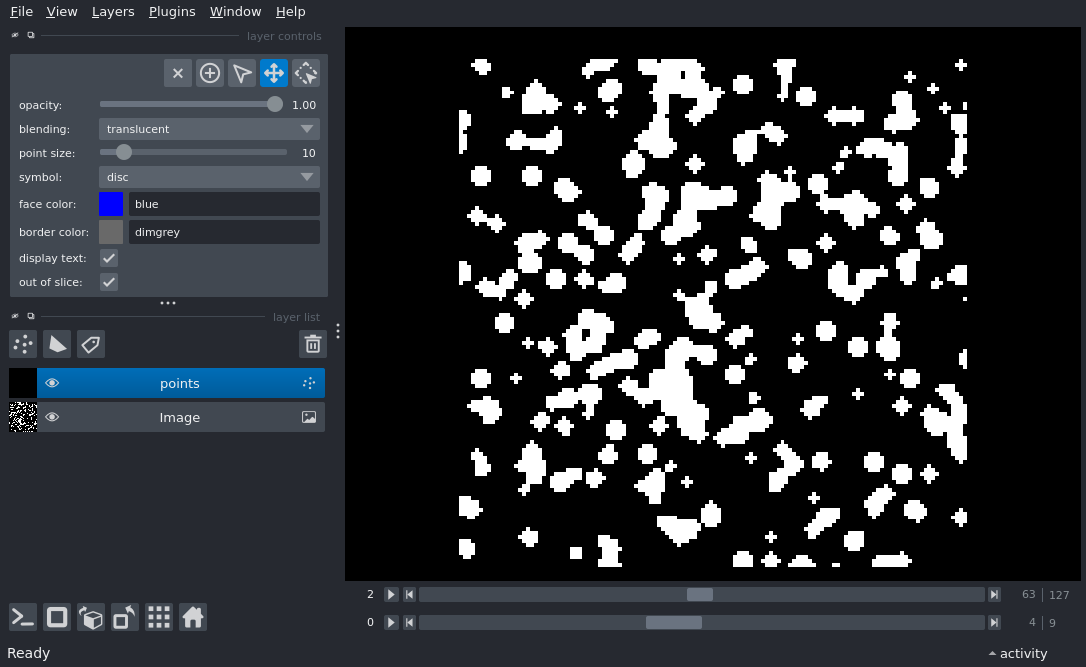 File View Layers Plugins Window Help
layer controls
opacity: 1.00
blending: translucent
point size: 10
symbol: disc
face color: blue
border color: dimgrey
display text:
out of slice:
layer list
points
Image
2 63 | 127
0 4 | 9
Ready activity